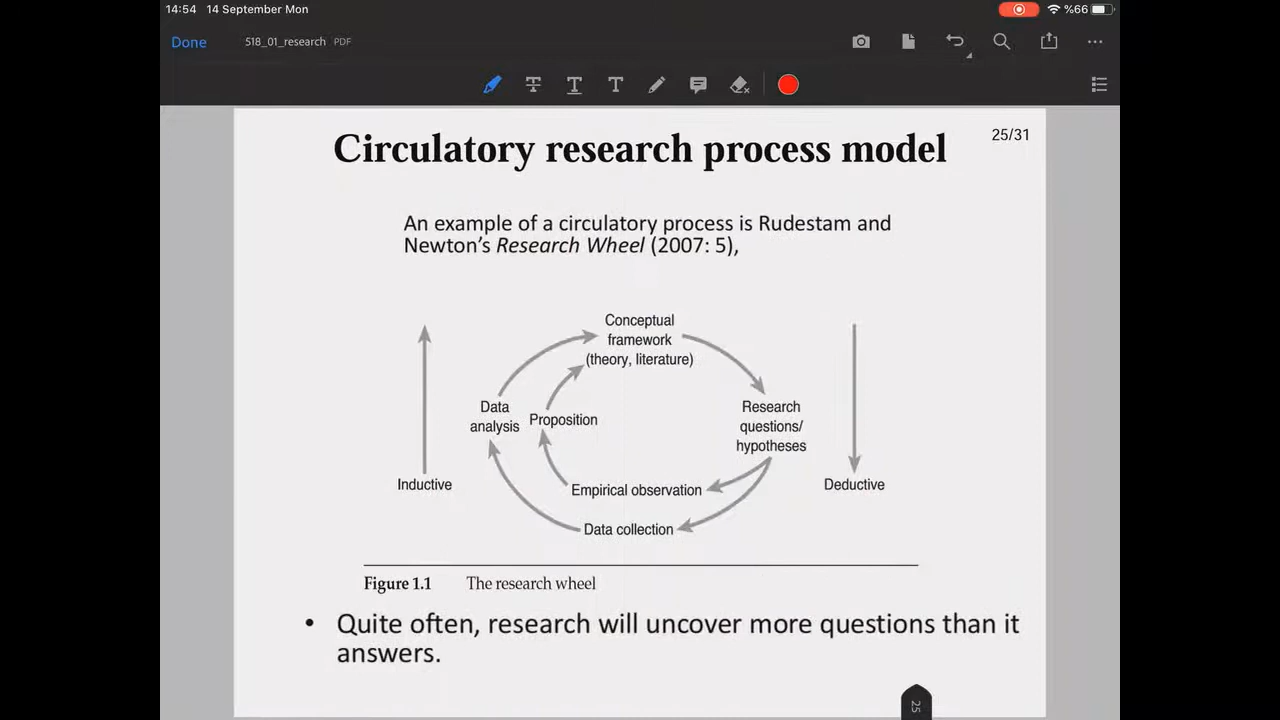 14:54 14 September Mon
%66
Done
518_01_research PDF
25/31
Circulatory research process model
An example of a circulatory process is Rudestam and
Newton's Research Wheel (2007: 5),
Conceptual
framework
(theory, literature)
Data
analysis
Proposition
Research
questions/
hypotheses
Inductive
Empirical observation
Deductive
Data collection
Figure 1.1 The research wheel
• Quite often, research will uncover more questions than it
answers.
25